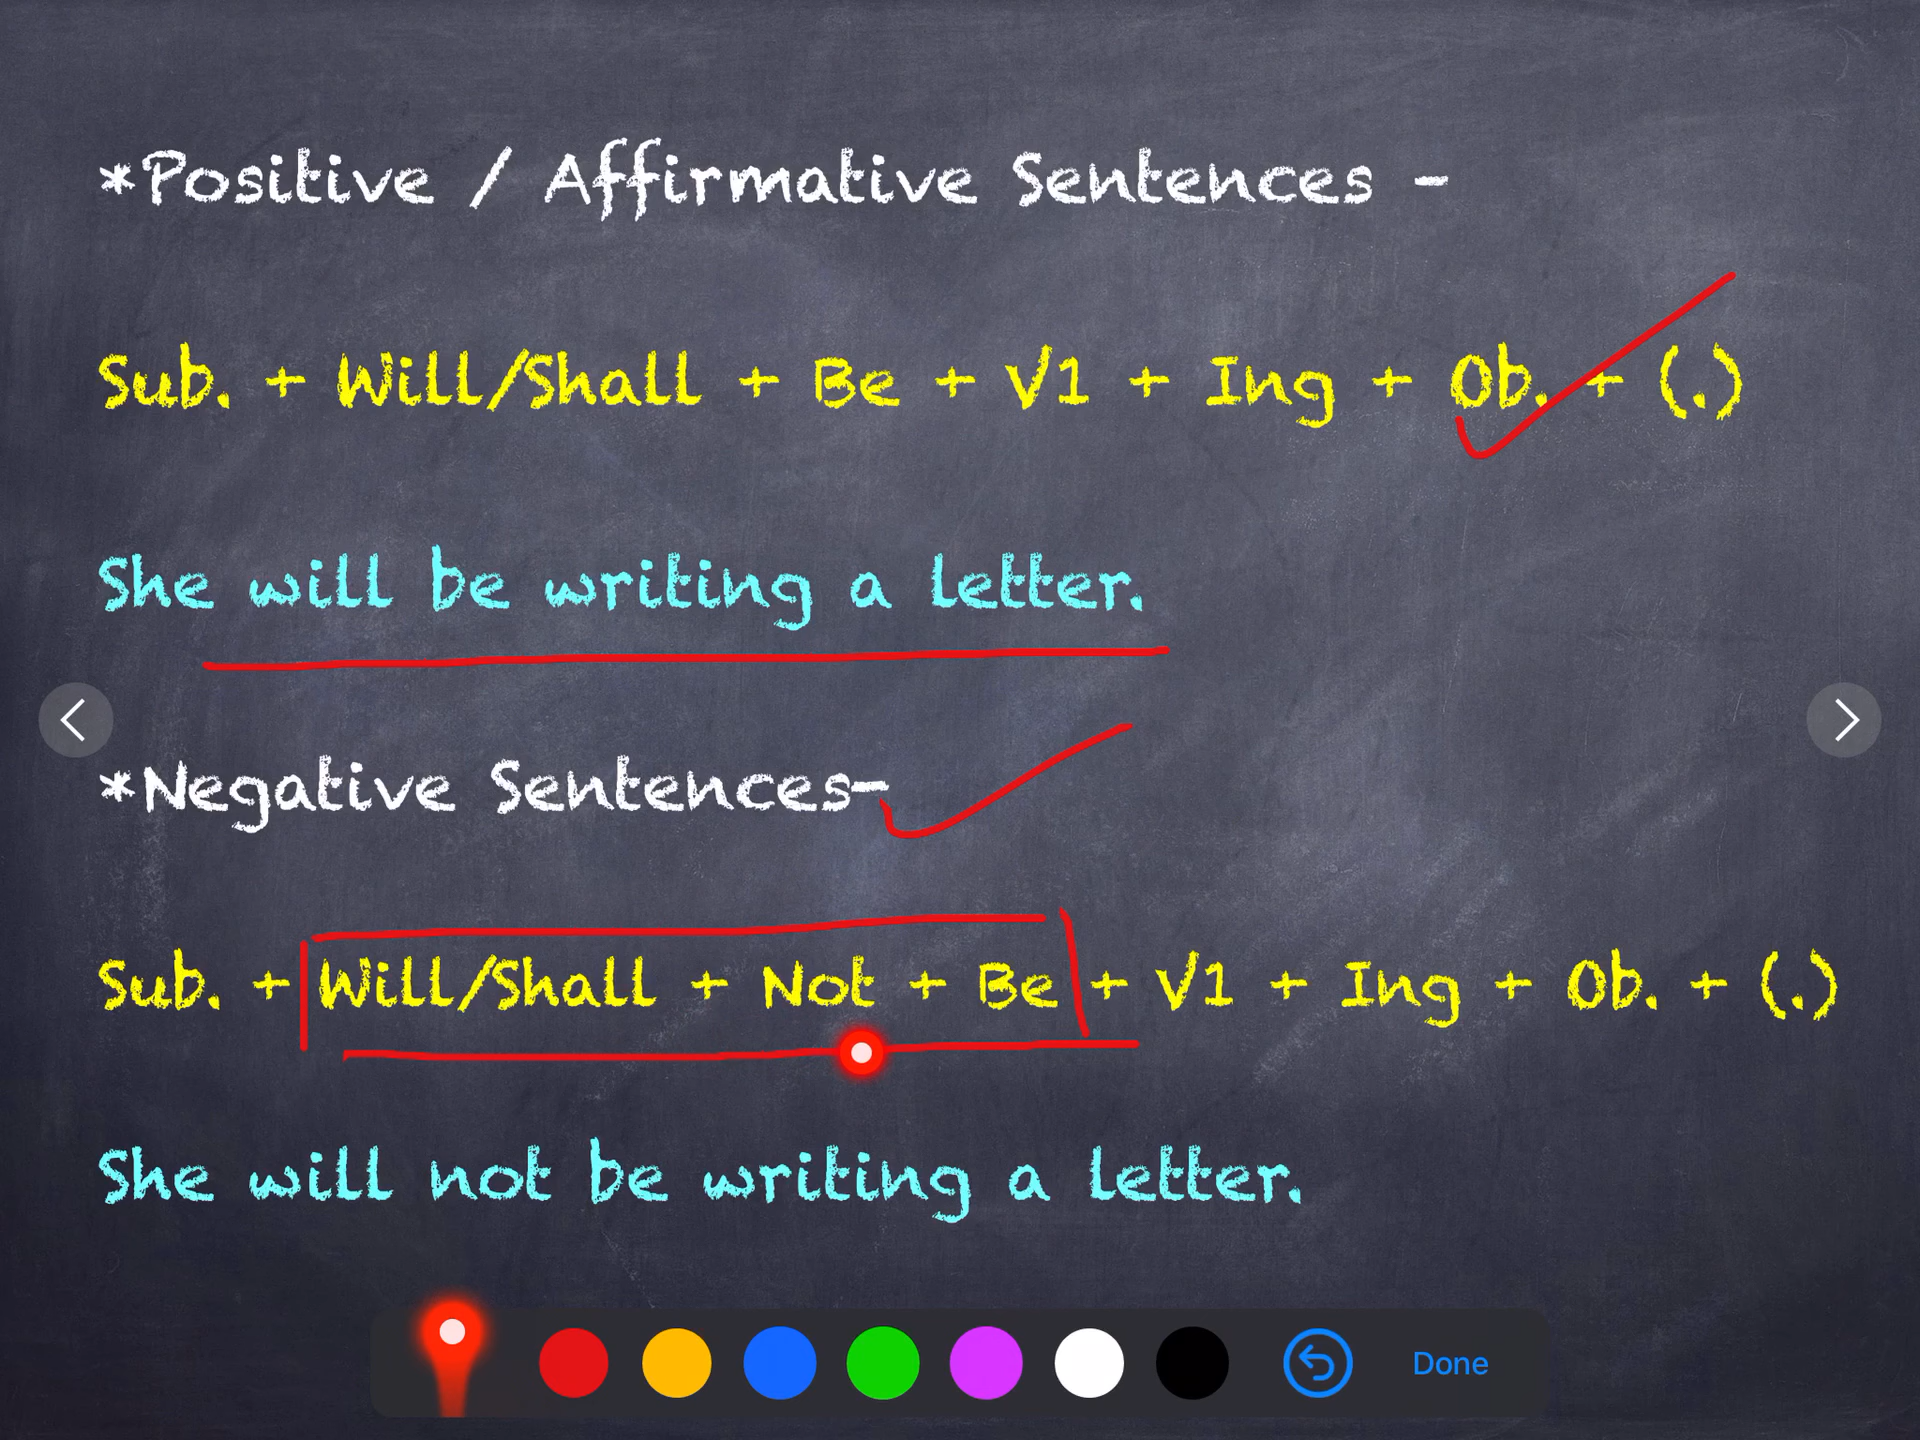 *Positive / Affirmative Sentences -
Sub. + Will/Shall + Be + V1 + Ing + Ob. + (.)
She will be writing a letter.
*Negative Sentences-
Sub. + Will/Shall + Not + Be + V1 + Ing + Ob. + (.)
She will not be writing a letter.
Done